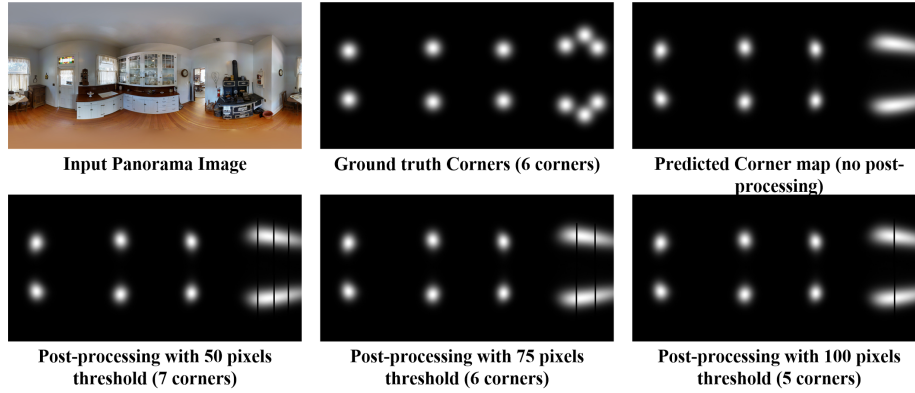 Input Panorama Image
Ground truth Corners (6 corners)
Predicted Corner map (no post-
processing)
Post-processing with 50 pixels
threshold (7 corners)
Post-processing with 75 pixels
threshold (6 corners)
Post-processing with 100 pixels
threshold (5 corners)